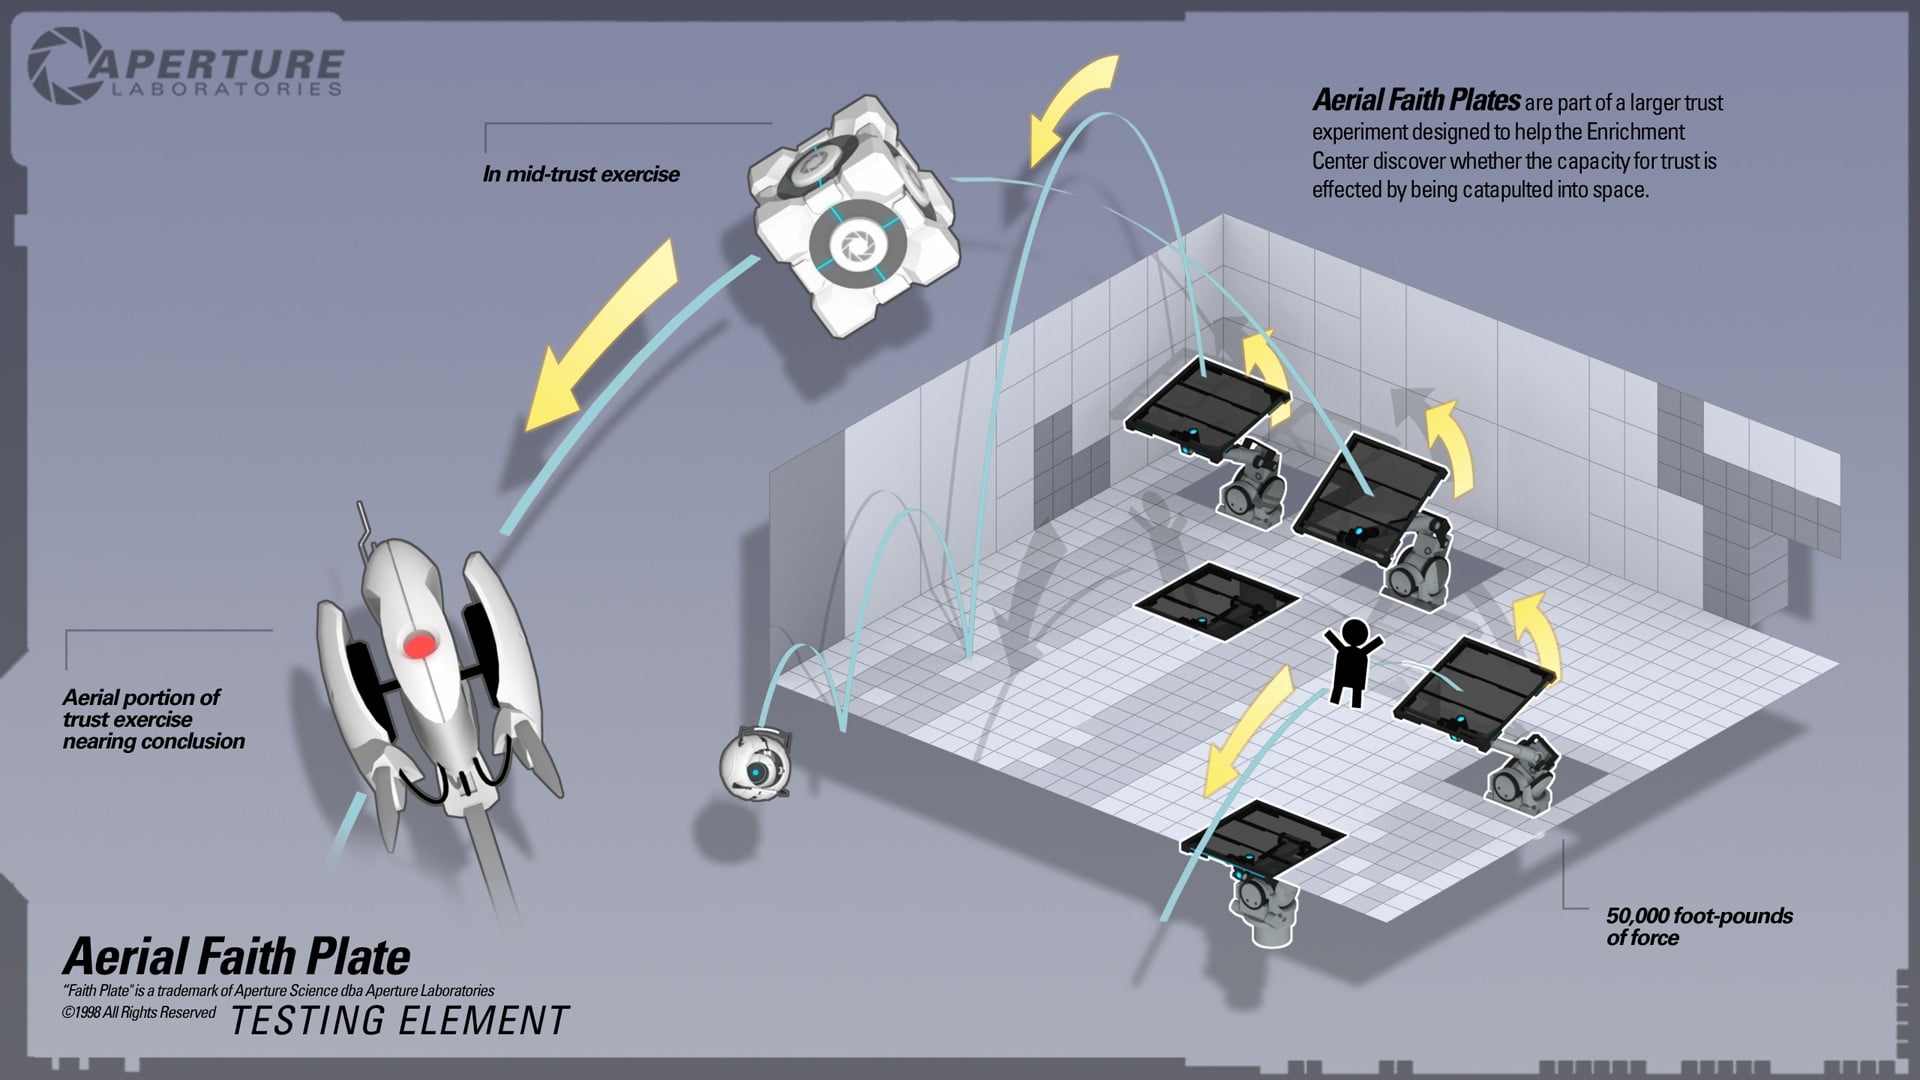 APERTURE
LABORATORIES
In mid-trust exercise
Aerial Faith Plates are part of a larger trust
experiment designed to help the Enrichment
Center discover whether the capacity for trust is
effected by being catapulted into space.
Aerial portion of
trust exercise
nearing conclusion
50,000 foot-pounds
of force
Aerial Faith Plate
“Faith Plate" is a trademark of Aperture Science dba Aperture Laboratories
©1998 All Rights Reserved TESTING ELEMENT